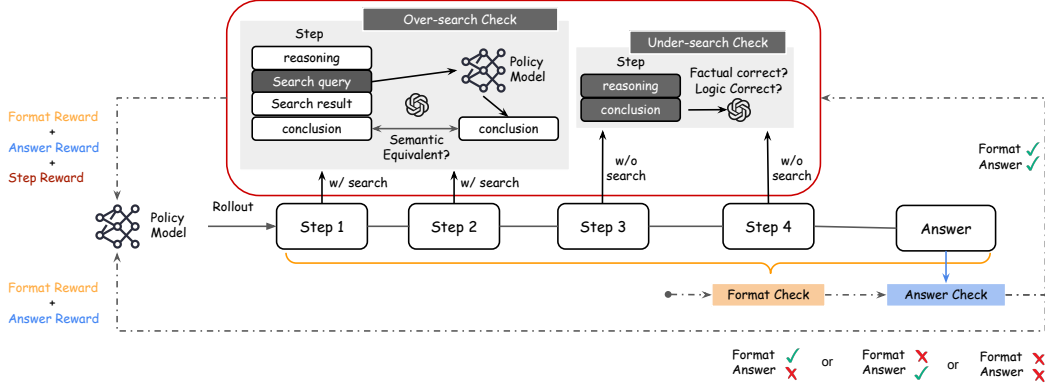 Over-search Check
Step
reasoning
Search query
Search result
conclusion
Policy
Model
conclusion
Semantic
Equivalent?
Under-search Check
Step
reasoning
conclusion
Factual correct?
Logic Correct?
Format Reward
+
Answer Reward
+
Step Reward
Format ✓
Answer ✓
w/ search
w/ search
w/o
search
w/o
search
Policy
Model
Rollout
Step 1
Step 2
Step 3
Step 4
Answer
Format Reward
+
Answer Reward
Format Check
Answer Check
Format ✓
Answer ✗
or
Format ✗
Answer ✓
or
Format ✗
Answer ✗